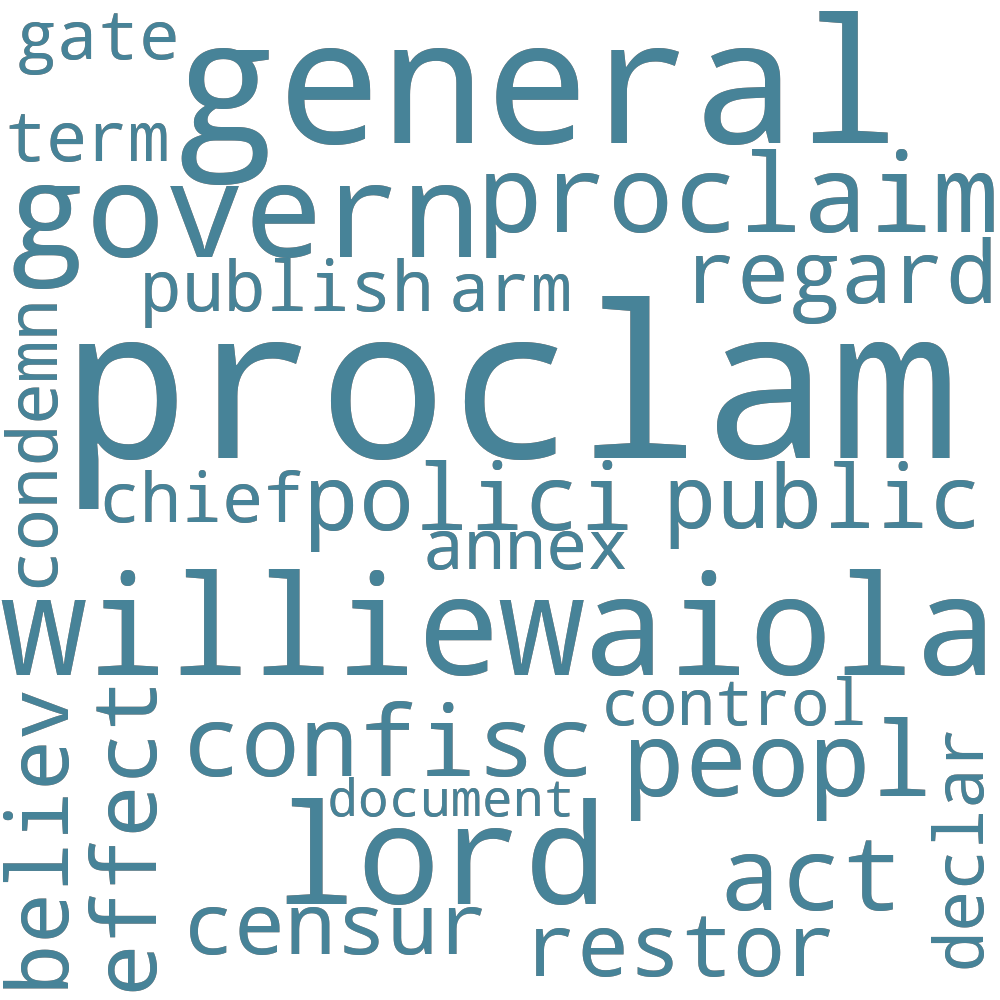 gate
general
term
govern
proclaim
regard
publish
arm
condemn
proclam
chief
polici
public
annex
williewaiola
believ
effect
control
confisc
peopl
document
declar
lord
act
censur
restor